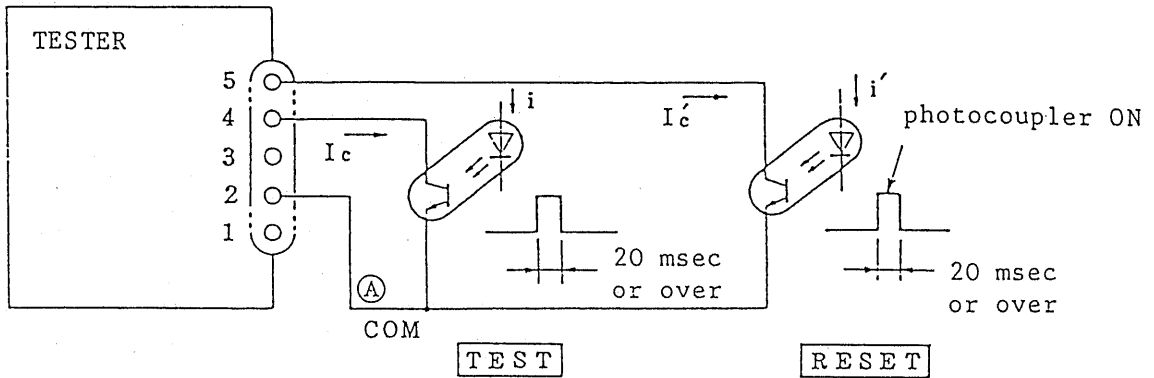 TESTER
5
4
3
2
1
Ic
i
I'c
i'
photocoupler ON
20 msec
or over
20 msec
or over
A
COM
TEST
RESET